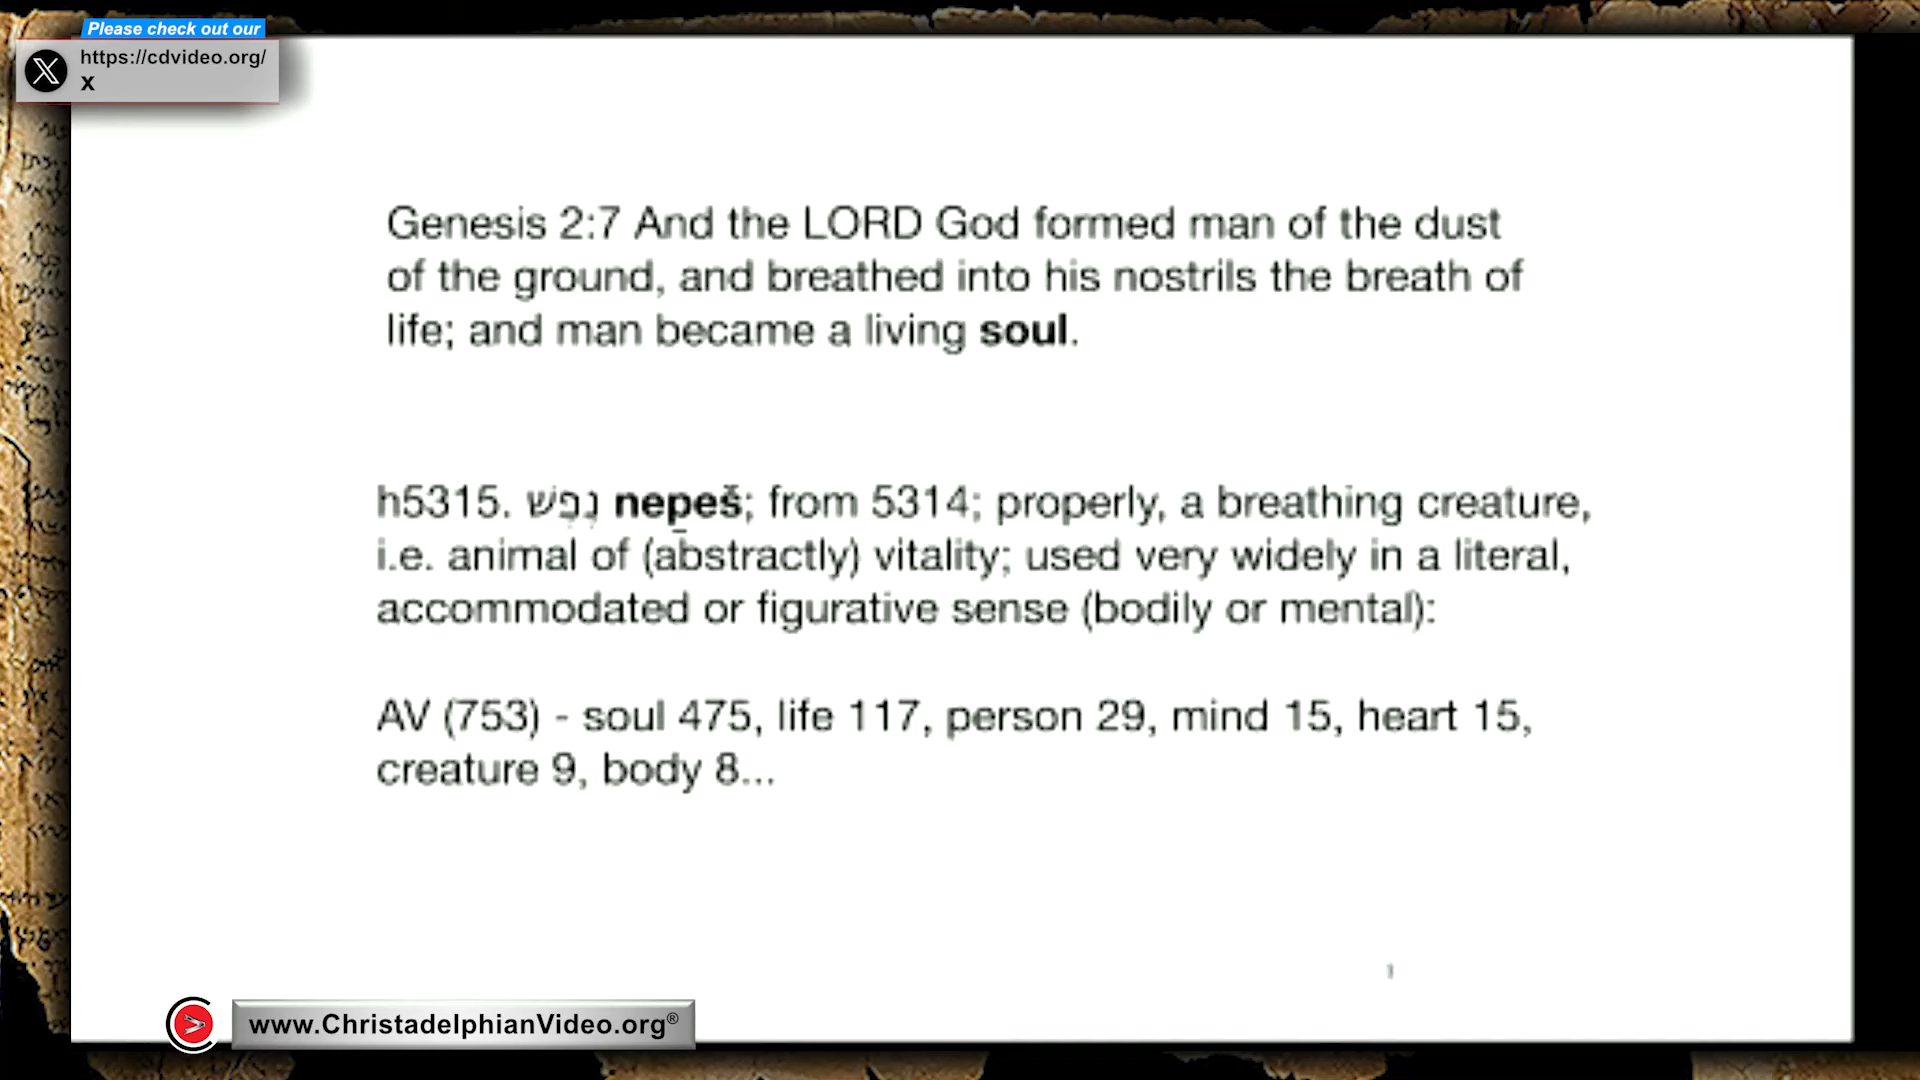 Please check out our
https://cdvideo.org/
x
Genesis 2:7 And the LORD God formed man of the dust
of the ground, and breathed into his nostrils the breath of
life; and man became a living soul.
h5315. נֶפֶשׁ nep̱eš; from 5314; properly, a breathing creature,
i.e. animal of (abstractly) vitality; used very widely in a literal,
accommodated or figurative sense (bodily or mental):
AV (753) - soul 475, life 117, person 29, mind 15, heart 15,
creature 9, body 8...
1
www.ChristadelphianVideo.org®